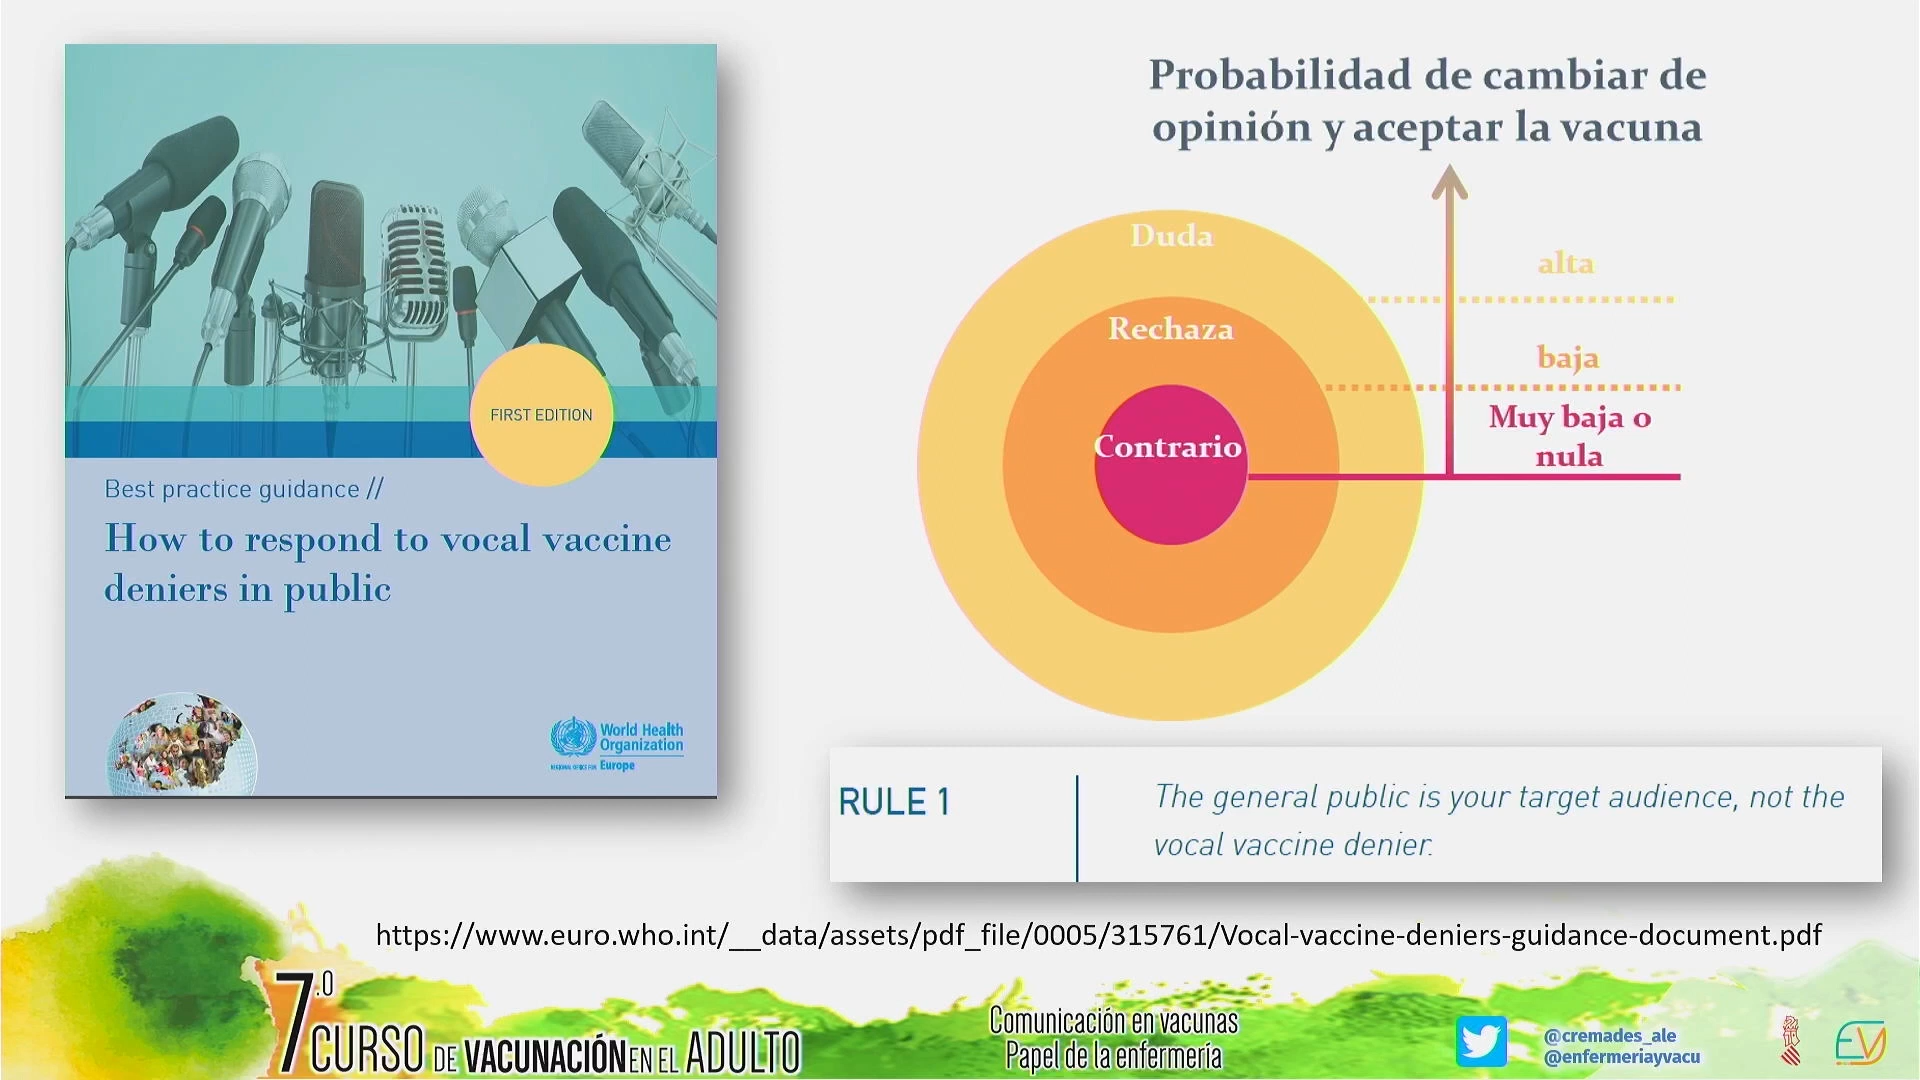 FIRST EDITION
Best practice guidance //
How to respond to vocal vaccine
deniers in public
World Health
Organization
REGIONAL OFFICE FOR Europe
Probabilidad de cambiar de
opinión y aceptar la vacuna
Duda
Rechaza
Contrario
alta
baja
Muy baja o
nula
RULE 1
The general public is your target audience, not the
vocal vaccine denier.
https://www.euro.who.int/__data/assets/pdf_file/0005/315761/Vocal-vaccine-deniers-guidance-document.pdf
7.º CURSO DE VACUNACIÓN EN EL ADULTO
Comunicación en vacunas
Papel de la enfermería
@cremades_ale
@enfermeriayvacu
EV